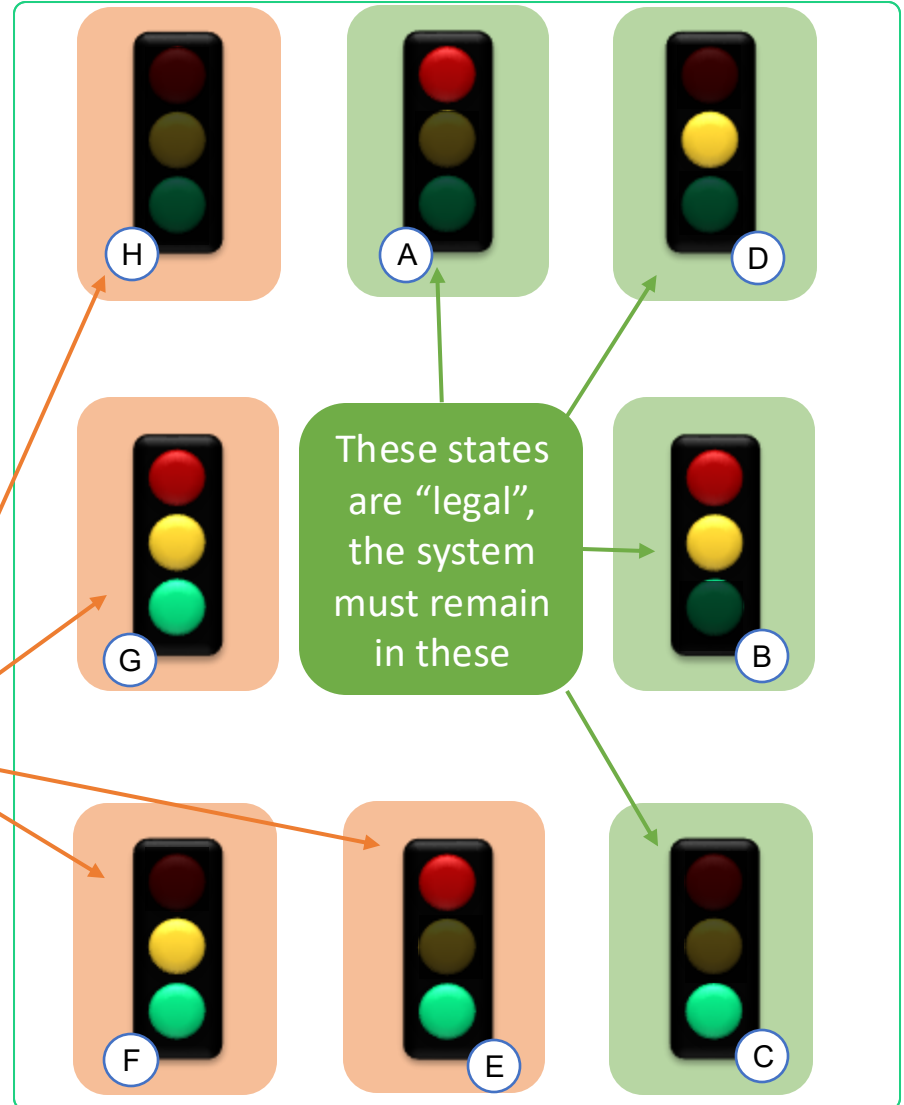 H
A
D
These states
are “legal”,
the system
must remain
in these
G
B
F
E
C